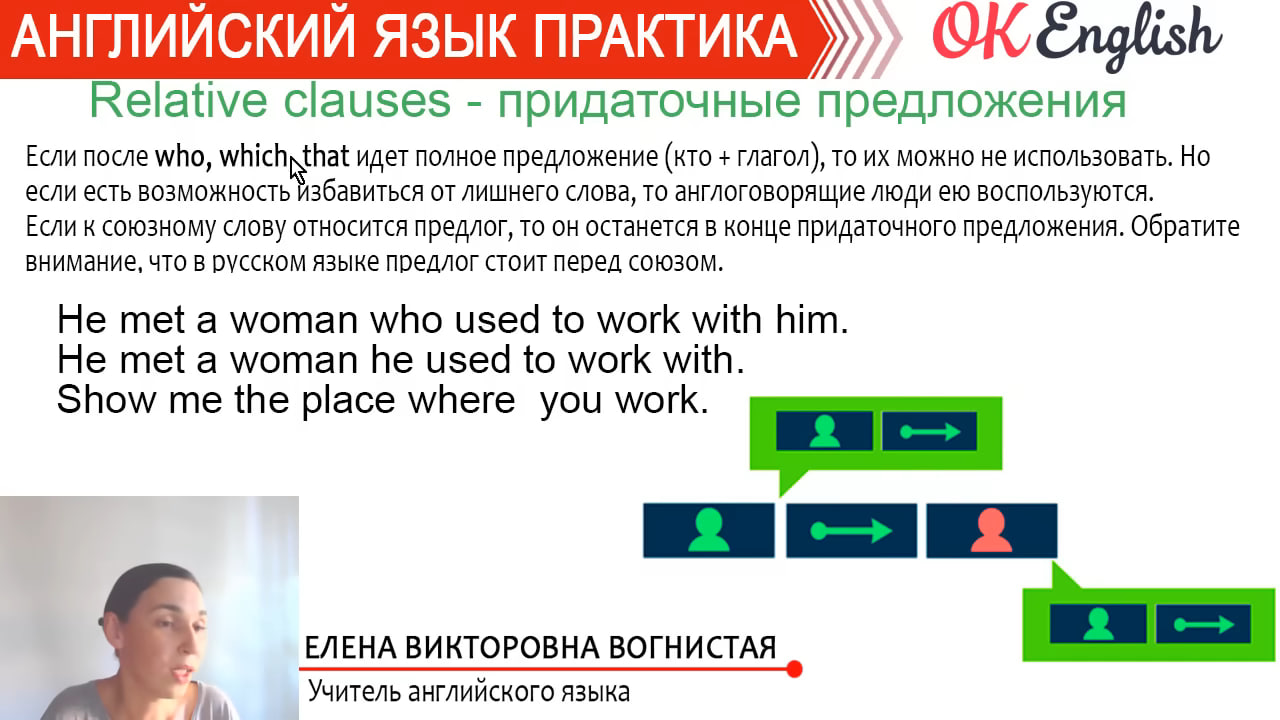 АНГЛИЙСКИЙ ЯЗЫК ПРАКТИКА
OK English
Relative clauses - придаточные предложения
Если после who, which, that идет полное предложение (кто + глагол), то их можно не использовать. Но
если есть возможность избавиться от лишнего слова, то англоговорящие люди ею воспользуются.
Если к союзному слову относится предлог, то он останется в конце придаточного предложения. Обратите
внимание, что в русском языке предлог стоит перед союзом.
He met a woman who used to work with him.
He met a woman he used to work with.
Show me the place where you work.
ЕЛЕНА ВИКТОРОВНА ВОГНИСТАЯ
Учитель английского языка